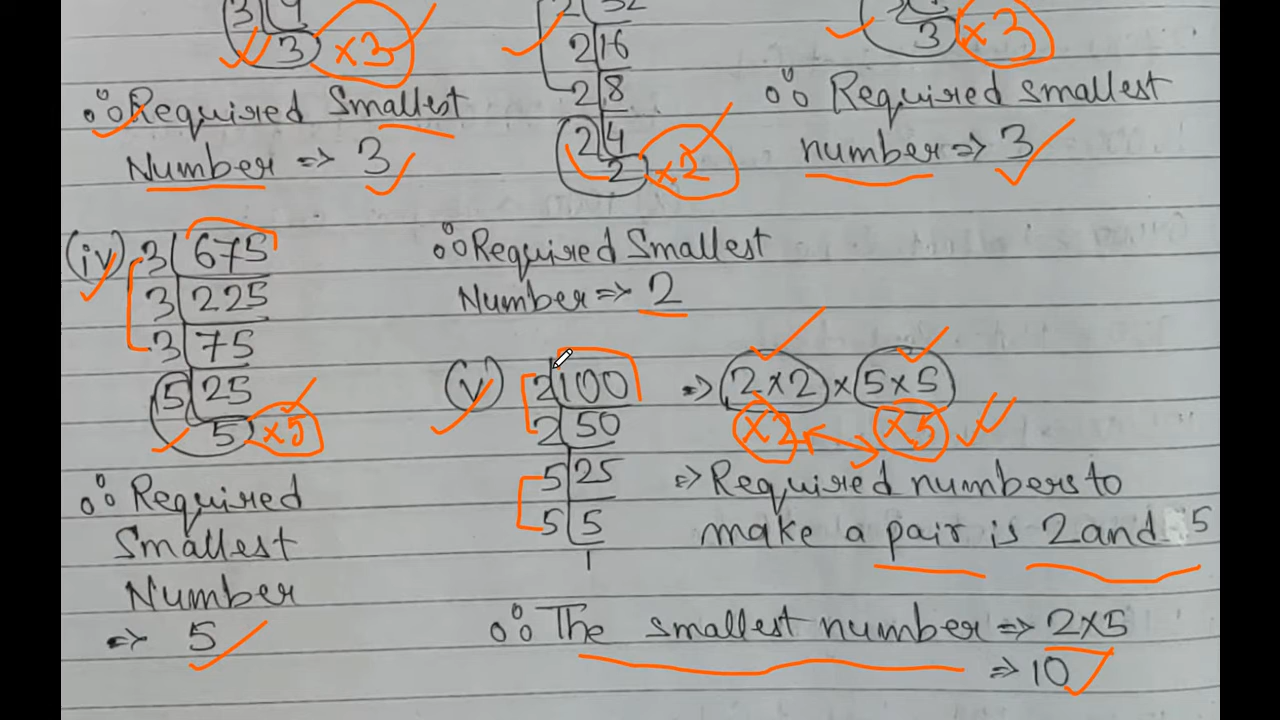 3 ×3
2 16
3 ×3
2 8
∴ Required Smallest
Number => 3
2 4
2 ×2
∴ Required smallest
number => 3
(iv) 3 675
3 225
3 75
5 25
5 ×5
∴ Required
Smallest
Number
=> 5
∴ Required Smallest
Number => 2
(v) 2 100 => 2×2 × 5×5
2 50 ×2 ×5
5 25
5 5
1
=> Required numbers to
make a pair is 2 and 5
∴ The smallest number => 2×5
=> 10